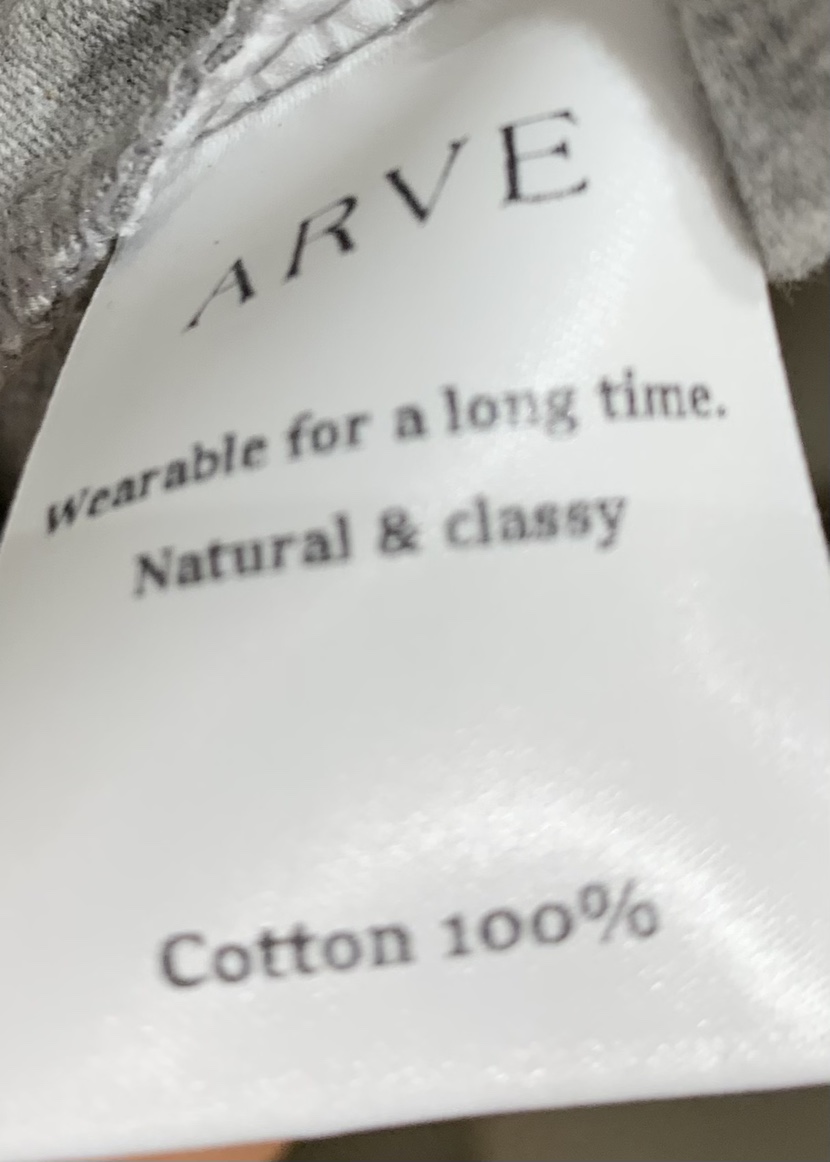 ARVE
Wearable for a long time.
Natural & classy
Cotton 100%